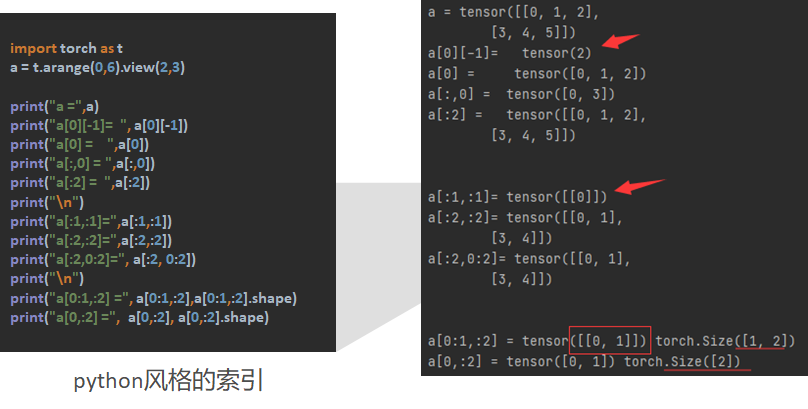 import torch as t
a = t.arange(0,6).view(2,3)
print("a =",a)
print("a[0][-1]=  ", a[0][-1])
print("a[0] =    ",a[0])
print("a[:,0] = ",a[:,0])
print("a[:2] =  ",a[:2])
print("\n")
print("a[:1,:1]=",a[:1,:1])
print("a[:2,:2]=",a[:2,:2])
print("a[:2,0:2]=", a[:2, 0:2])
print("\n")
print("a[0:1,:2] =", a[0:1,:2],a[0:1,:2].shape)
print("a[0,:2] =",  a[0,:2], a[0,:2].shape)
python风格的索引
a = tensor([[0, 1, 2],
        [3, 4, 5]])
a[0][-1]=   tensor(2)
a[0] =     tensor([0, 1, 2])
a[:,0] =  tensor([0, 3])
a[:2] =   tensor([[0, 1, 2],
        [3, 4, 5]])
a[:1,:1]= tensor([[0]])
a[:2,:2]= tensor([[0, 1],
        [3, 4]])
a[:2,0:2]= tensor([[0, 1],
        [3, 4]])
a[0:1,:2] = tensor([[0, 1]]) torch.Size([1, 2])
a[0,:2] = tensor([0, 1]) torch.Size([2])